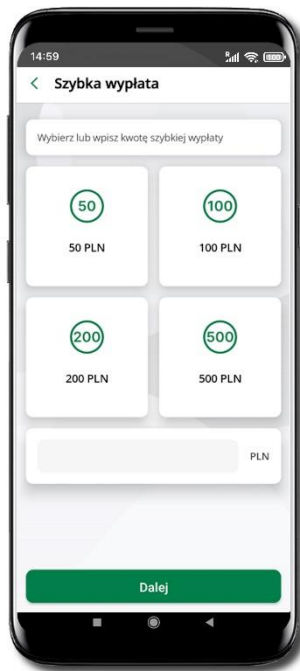 14:59
Szybka wypłata
Wybierz lub wpisz kwotę szybkiej wypłaty
50
100
50 PLN
100 PLN
200
500
200 PLN
500 PLN
PLN
Dalej